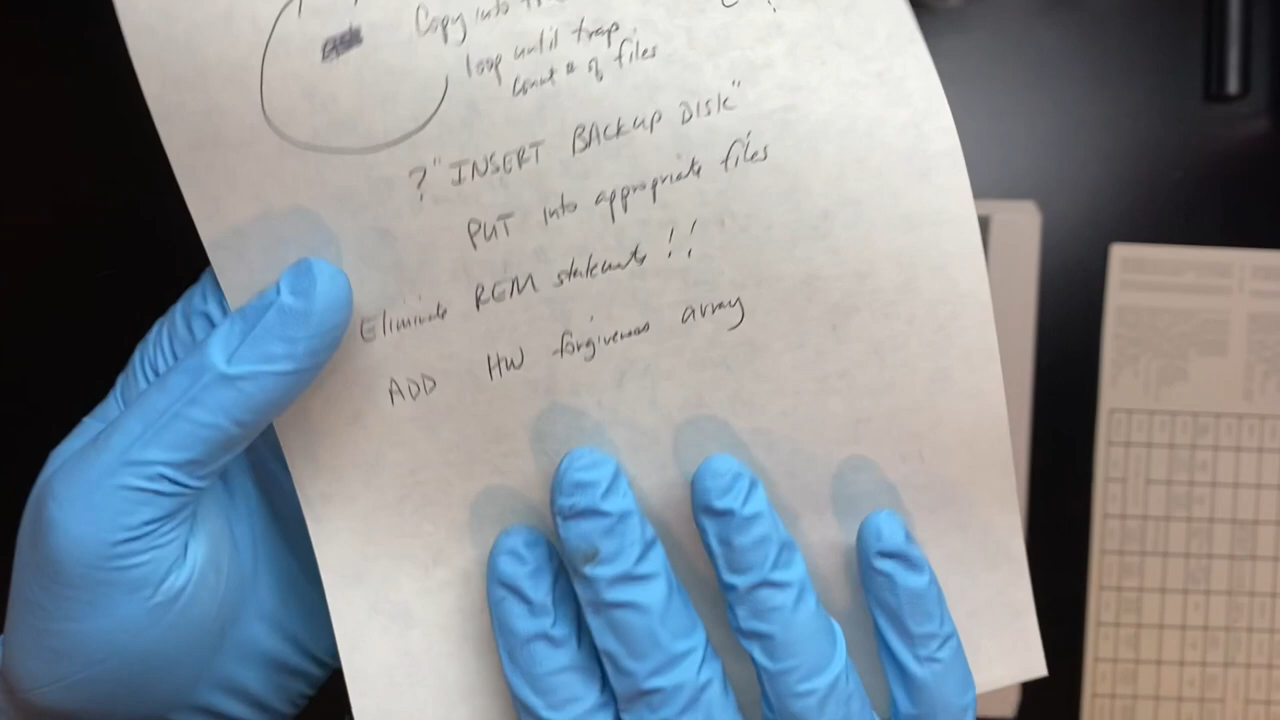 Copy into
loop until trap
count # of files
?"INSERT BACKUP DISK"
PUT into appropriate files
Eliminate REM statements !!
ADD HW forgiveness array